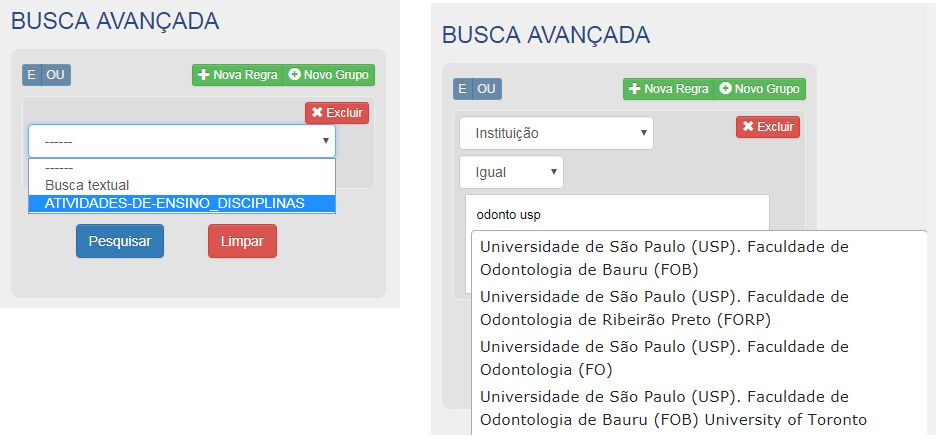 BUSCA AVANÇADA
E OU
Nova Regra Novo Grupo
Excluir
------
------
Busca textual
ATIVIDADES-DE-ENSINO_DISCIPLINAS
Pesquisar Limpar
BUSCA AVANÇADA
E OU
Nova Regra Novo Grupo
Instituição
Excluir
Igual
odonto usp
Universidade de São Paulo (USP). Faculdade de
Odontologia de Bauru (FOB)
Universidade de São Paulo (USP). Faculdade de
Odontologia de Ribeirão Preto (FORP)
Universidade de São Paulo (USP). Faculdade de
Odontologia (FO)
Universidade de São Paulo (USP). Faculdade de
Odontologia de Bauru (FOB) University of Toronto